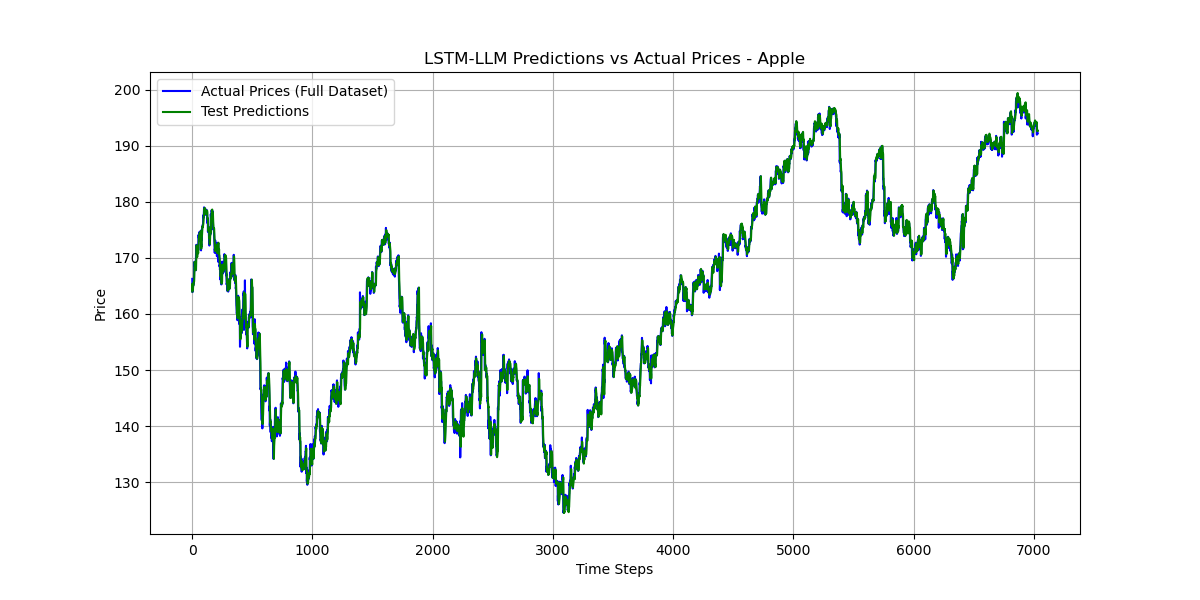 LSTM-LLM Predictions vs Actual Prices - Apple
Actual Prices (Full Dataset)
Test Predictions
200
190
180
170
160
150
140
130
Price
0 1000 2000 3000 4000 5000 6000 7000
Time Steps